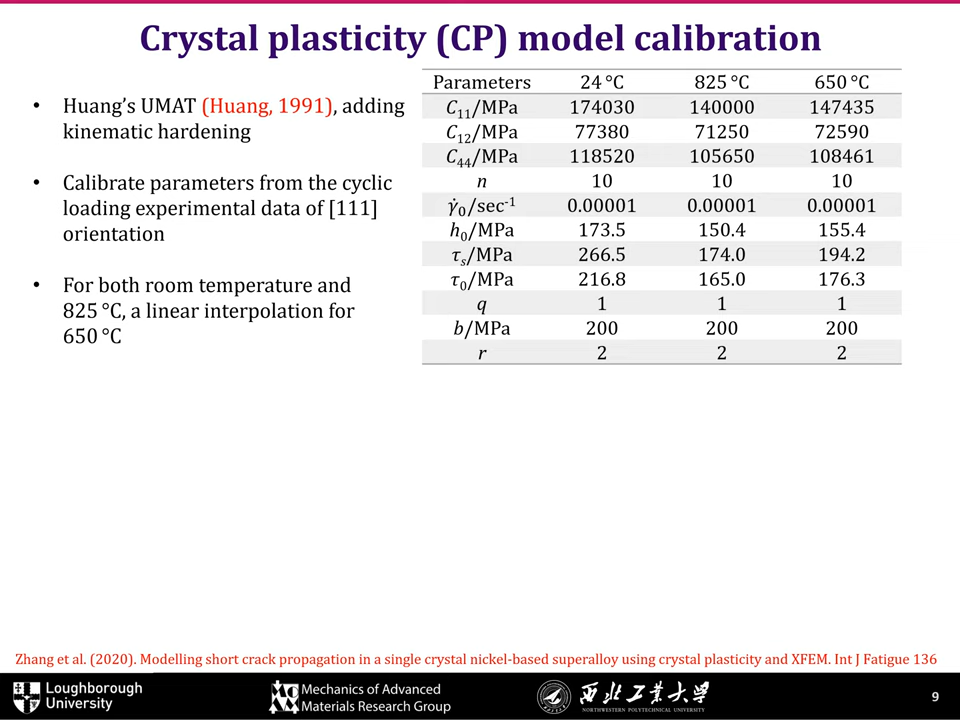 Crystal plasticity (CP) model calibration
• Huang’s UMAT (Huang, 1991), adding
kinematic hardening
• Calibrate parameters from the cyclic
loading experimental data of [111]
orientation
• For both room temperature and
825 °C, a linear interpolation for
650 °C
Parameters 24 °C 825 °C 650 °C
C₁₁/MPa 174030 140000 147435
C₁₂/MPa 77380 71250 72590
C₄₄/MPa 118520 105650 108461
n 10 10 10
γ̇₀/sec⁻¹ 0.00001 0.00001 0.00001
h₀/MPa 173.5 150.4 155.4
τₛ/MPa 266.5 174.0 194.2
τ₀/MPa 216.8 165.0 176.3
q 1 1 1
b/MPa 200 200 200
r 2 2 2
Zhang et al. (2020). Modelling short crack propagation in a single crystal nickel-based superalloy using crystal plasticity and XFEM. Int J Fatigue 136
Loughborough
University
Mechanics of Advanced
Materials Research Group
西北工业大学
NORTHWESTERN POLYTECHNICAL UNIVERSITY
9